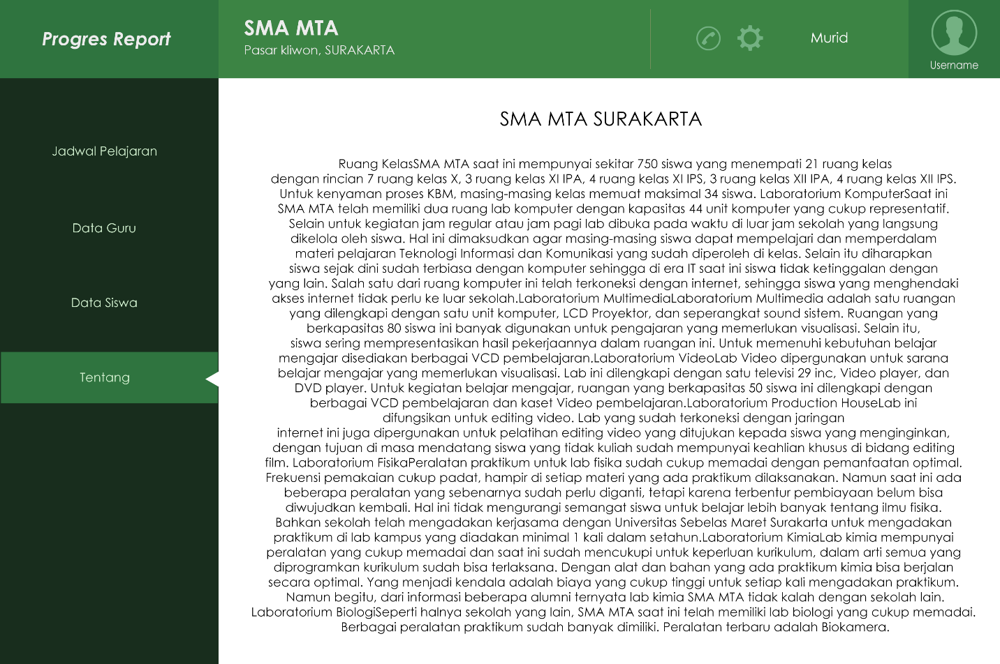 Progres Report
SMA MTA
Pasar kliwon, SURAKARTA
Murid
Username
Jadwal Pelajaran
Data Guru
Data Siswa
Tentang
SMA MTA SURAKARTA
Ruang KelasSMA MTA saat ini mempunyai sekitar 750 siswa yang menempati 21 ruang kelas
dengan rincian 7 ruang kelas X, 3 ruang kelas XI IPA, 4 ruang kelas XI IPS, 3 ruang kelas XII IPA, 4 ruang kelas XII IPS.
Untuk kenyaman proses KBM, masing-masing kelas memuat maksimal 34 siswa. Laboratorium KomputerSaat ini
SMA MTA telah memiliki dua ruang lab komputer dengan kapasitas 44 unit komputer yang cukup representatif.
Selain untuk kegiatan jam regular atau jam pagi lab dibuka pada waktu di luar jam sekolah yang langsung
dikelola oleh siswa. Hal ini dimaksudkan agar masing-masing siswa dapat mempelajari dan memperdalam
materi pelajaran Teknologi Informasi dan Komunikasi yang sudah diperoleh di kelas. Selain itu diharapkan
siswa sejak dini sudah terbiasa dengan komputer sehingga di era IT saat ini siswa tidak ketinggalan dengan
yang lain. Salah satu dari ruang komputer ini telah terkoneksi dengan internet, sehingga siswa yang menghendaki
akses internet tidak perlu ke luar sekolah.Laboratorium MultimediaLaboratorium Multimedia adalah satu ruangan
yang dilengkapi dengan satu unit komputer, LCD Proyektor, dan seperangkat sound sistem. Ruangan yang
berkapasitas 80 siswa ini banyak digunakan untuk pengajaran yang memerlukan visualisasi. Selain itu,
siswa sering mempresentasikan hasil pekerjaannya dalam ruangan ini. Untuk memenuhi kebutuhan belajar
mengajar disediakan berbagai VCD pembelajaran.Laboratorium VideoLab Video dipergunakan untuk sarana
belajar mengajar yang memerlukan visualisasi. Lab ini dilengkapi dengan satu televisi 29 inc, Video player, dan
DVD player. Untuk kegiatan belajar mengajar, ruangan yang berkapasitas 50 siswa ini dilengkapi dengan
berbagai VCD pembelajaran dan kaset Video pembelajaran.Laboratorium Production HouseLab ini
difungsikan untuk editing video. Lab yang sudah terkoneksi dengan jaringan
internet ini juga dipergunakan untuk pelatihan editing video yang ditujukan kepada siswa yang menginginkan,
dengan tujuan di masa mendatang siswa yang tidak kuliah sudah mempunyai keahlian khusus di bidang editing
film. Laboratorium FisikaPeralatan praktikum untuk lab fisika sudah cukup memadai dengan pemanfaatan optimal.
Frekuensi pemakaian cukup padat, hampir di setiap materi yang ada praktikum dilaksanakan. Namun saat ini ada
beberapa peralatan yang sebenarnya sudah perlu diganti, tetapi karena terbentur pembiayaan belum bisa
diwujudkan kembali. Hal ini tidak mengurangi semangat siswa untuk belajar lebih banyak tentang ilmu fisika.
Bahkan sekolah telah mengadakan kerjasama dengan Universitas Sebelas Maret Surakarta untuk mengadakan
praktikum di lab kampus yang diadakan minimal 1 kali dalam setahun.Laboratorium KimiaLab kimia mempunyai
peralatan yang cukup memadai dan saat ini sudah mencukupi untuk keperluan kurikulum, dalam arti semua yang
diprogramkan kurikulum sudah bisa terlaksana. Dengan alat dan bahan yang ada praktikum kimia bisa berjalan
secara optimal. Yang menjadi kendala adalah biaya yang cukup tinggi untuk setiap kali mengadakan praktikum.
Namun begitu, dari informasi beberapa alumni ternyata lab kimia SMA MTA tidak kalah dengan sekolah lain.
Laboratorium BiologiSeperti halnya sekolah yang lain, SMA MTA saat ini telah memiliki lab biologi yang cukup memadai.
Berbagai peralatan praktikum sudah banyak dimiliki. Peralatan terbaru adalah Biokamera.